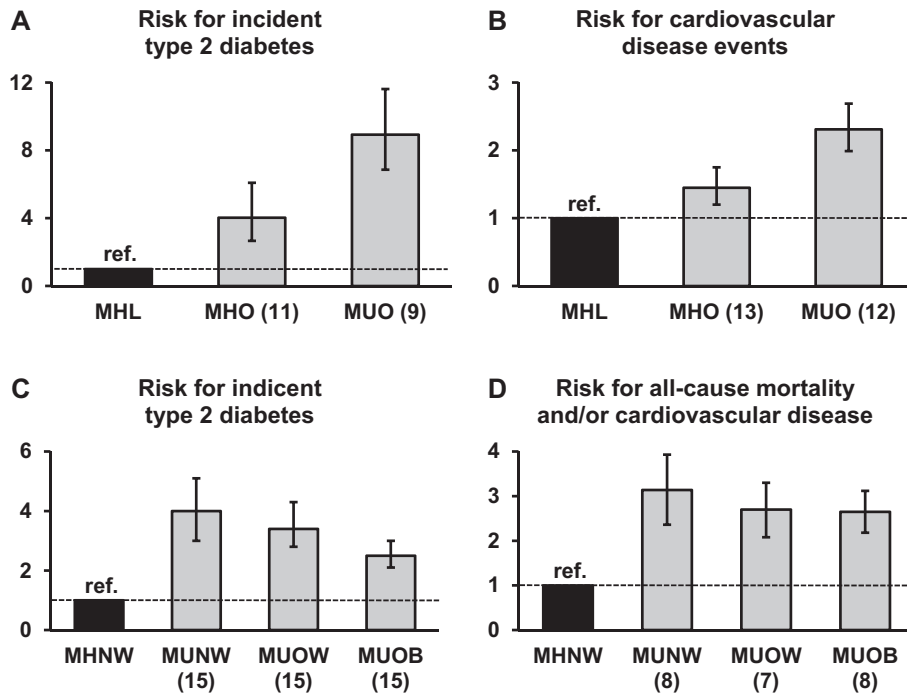 A
Risk for incident
type 2 diabetes
12
8
4
0
ref.
MHL
MHO (11)
MUO (9)
B
Risk for cardiovascular
disease events
3
2
1
0
ref.
MHL
MHO (13)
MUO (12)
C
Risk for indicent
type 2 diabetes
6
4
2
0
ref.
MHNW
MUNW
(15)
MUOW
(15)
MUOB
(15)
D
Risk for all-cause mortality
and/or cardiovascular disease
4
3
2
1
0
ref.
MHNW
MUNW
(8)
MUOW
(7)
MUOB
(8)